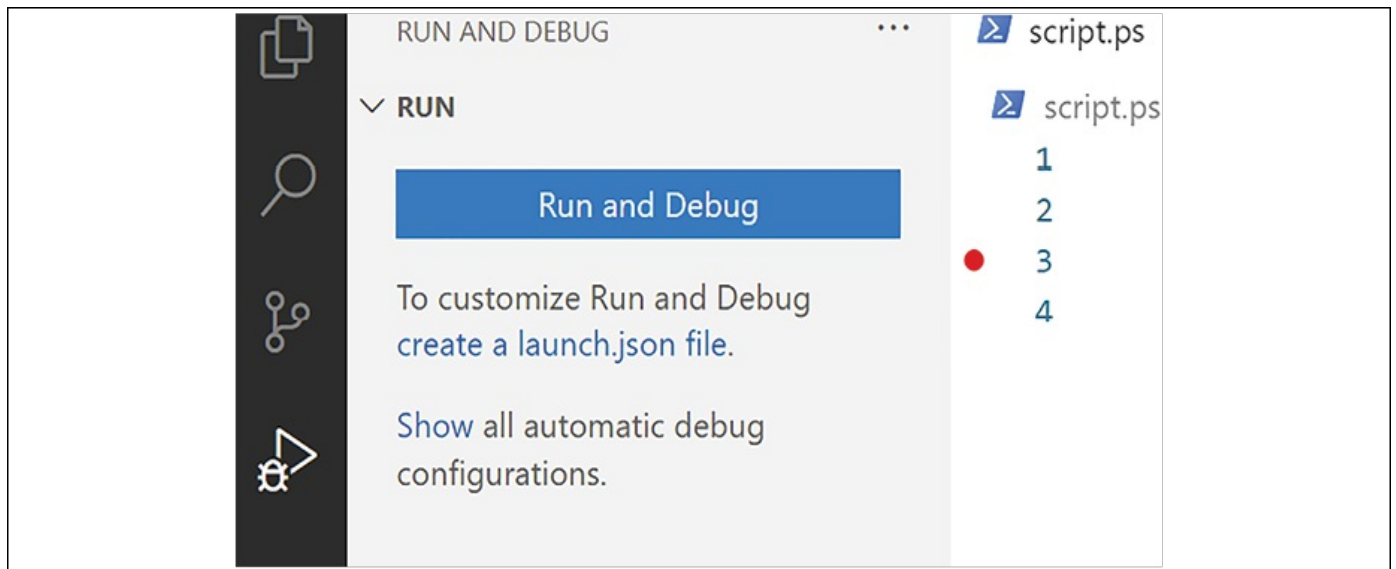 RUN AND DEBUG ...
script.ps
RUN
script.ps
1
Run and Debug
2
3
To customize Run and Debug
4
create a launch.json file.
Show all automatic debug
configurations.